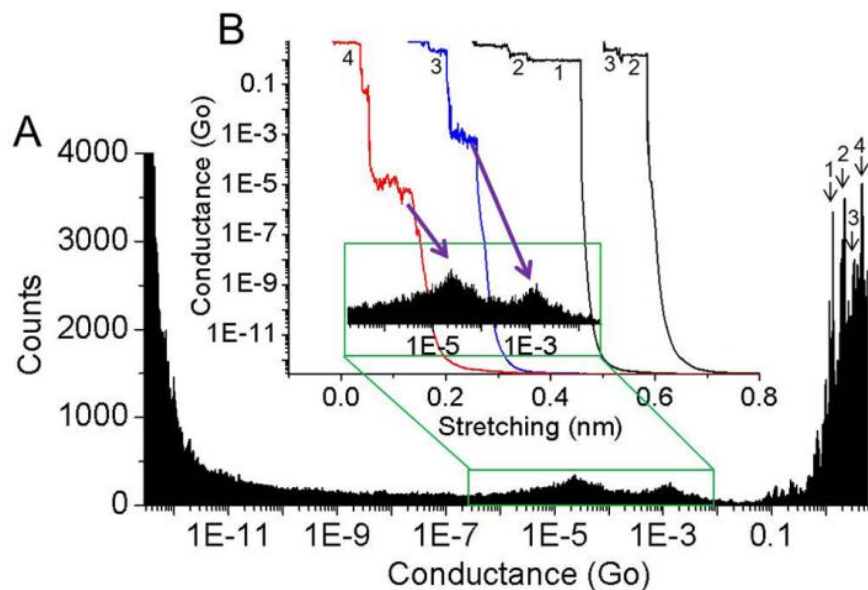 B
A
4 3 2 1 3 2
0.1
1E-3
1E-5
1E-7
1E-9
1E-11
Conductance (Go)
1E-5 1E-3
0.0 0.2 0.4 0.6 0.8
Stretching (nm)
4000
3000
2000
1000
0
Counts
1 2 3 4
1E-11 1E-9 1E-7 1E-5 1E-3 0.1
Conductance (Go)